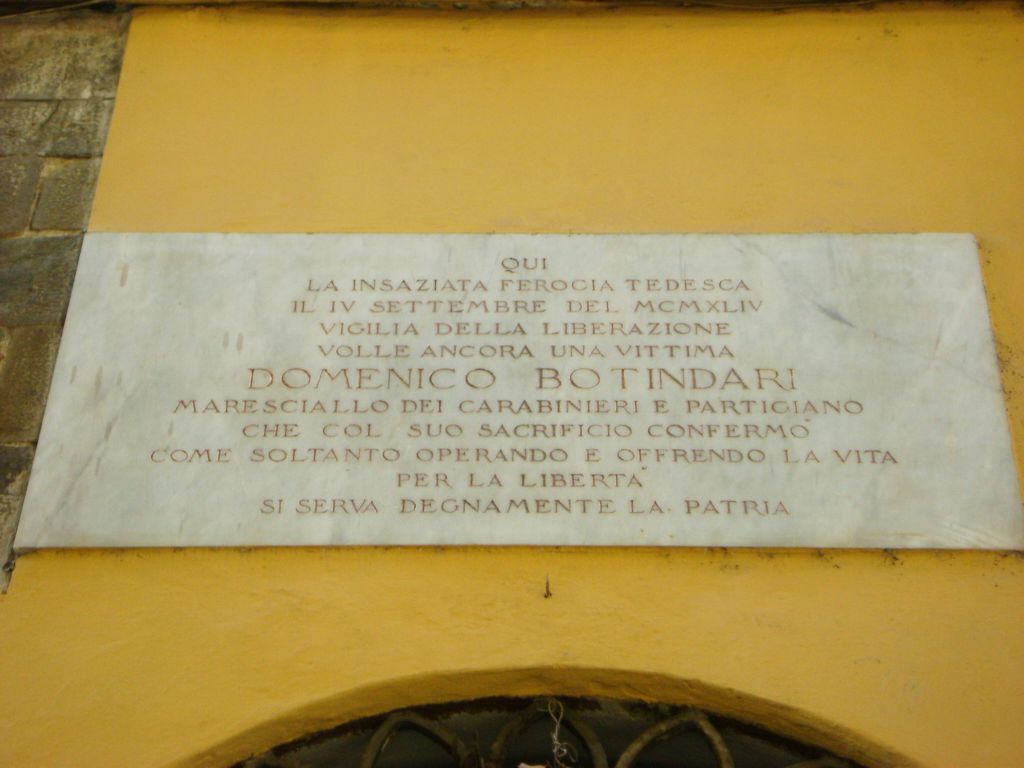 QUI
LA INSAZIATA FEROCIA TEDESCA
IL IV SETTEMBRE DEL MCMXLIV
VIGILIA DELLA LIBERAZIONE
VOLLE ANCORA UNA VITTIMA
DOMENICO BOTINDARI
MARESCIALLO DEI CARABINIERI E PARTIGIANO
CHE COL SUO SACRIFICIO CONFERMÒ
COME SOLTANTO OPERANDO E OFFRENDO LA VITA
PER LA LIBERTÀ
SI SERVA DEGNAMENTE LA PATRIA